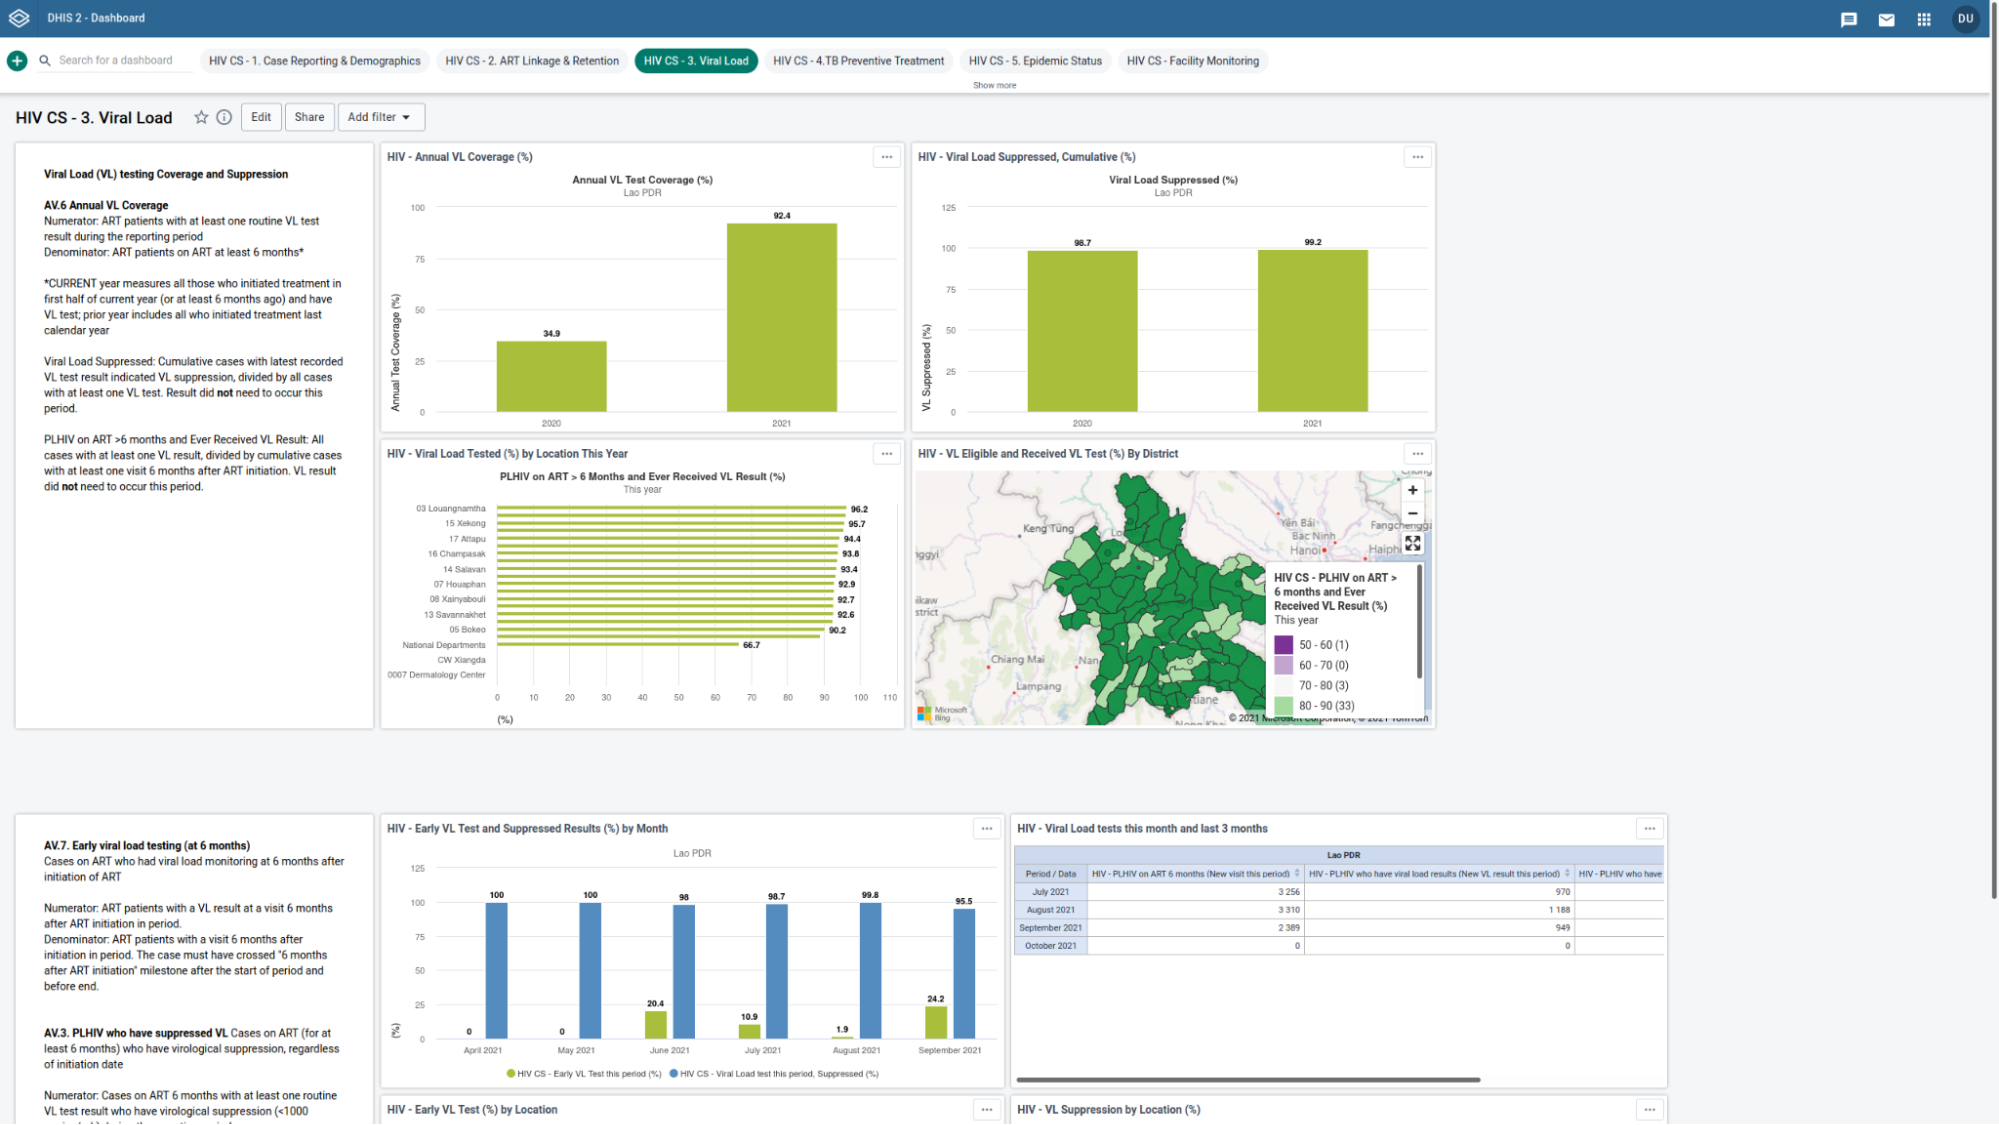 DHIS 2 - Dashboard
DU
Search for a dashboard
HIV CS - 1. Case Reporting & Demographics
HIV CS - 2. ART Linkage & Retention
HIV CS - 3. Viral Load
HIV CS - 4.TB Preventive Treatment
HIV CS - 5. Epidemic Status
HIV CS - Facility Monitoring
Show more
HIV CS - 3. Viral Load
Edit
Share
Add filter
Viral Load (VL) testing Coverage and Suppression
AV.6 Annual VL Coverage
Numerator: ART patients with at least one routine VL test
result during the reporting period
Denominator: ART patients on ART at least 6 months*
*CURRENT year measures all those who initiated treatment in
first half of current year (or at least 6 months ago) and have
VL test; prior year includes all who initiated treatment last
calendar year
Viral Load Suppressed: Cumulative cases with latest recorded
VL test result indicated VL suppression, divided by all cases
with at least one VL test. Result did not need to occur this
period.
PLHIV on ART >6 months and Ever Received VL Result: All
cases with at least one VL result, divided by cumulative cases
with at least one visit 6 months after ART initiation. VL result
did not need to occur this period.
HIV - Annual VL Coverage (%)
Annual VL Test Coverage (%)
Lao PDR
Annual Test Coverage (%)
100
75
50
25
0
34.9
92.4
2020
2021
HIV - Viral Load Suppressed, Cumulative (%)
Viral Load Suppressed (%)
Lao PDR
VL Suppressed (%)
125
100
75
50
25
0
98.7
99.2
2020
2021
HIV - Viral Load Tested (%) by Location This Year
PLHIV on ART > 6 Months and Ever Received VL Result (%)
This year
03 Louangnamtha 96.2
15 Xekong 95.7
17 Attapu 94.4
16 Champasak 93.8
14 Salavan 93.4
07 Houaphan 92.9
08 Xainyabouli 92.7
13 Savannakhet 92.6
05 Bokeo 90.2
National Departments 66.7
CW Xiangda
0007 Dermatology Center
0 10 20 30 40 50 60 70 80 90 100 110
(%)
HIV - VL Eligible and Received VL Test (%) By District
Keng Tung
Yên Bái
Fangchengga
Bac Ninh
Hanoi
Haiph
nggyi
ikaw
strict
Chiang Mai
Nan
Lampang
tiane
Nong Khai
+
−
HIV CS - PLHIV on ART >
6 months and Ever
Received VL Result (%)
This year
50 - 60 (1)
60 - 70 (0)
70 - 80 (3)
80 - 90 (33)
Microsoft
Bing
© 2021 Microsoft Corporation, © 2021 TomTom
AV.7. Early viral load testing (at 6 months)
Cases on ART who had viral load monitoring at 6 months after
initiation of ART
Numerator: ART patients with a VL result at a visit 6 months
after ART initiation in period.
Denominator: ART patients with a visit 6 months after
initiation in period. The case must have crossed "6 months
after ART initiation" milestone after the start of period and
before end.
AV.3. PLHIV who have suppressed VL Cases on ART (for at
least 6 months) who have virological suppression, regardless
of initiation date
Numerator: Cases on ART 6 months with at least one routine
VL test result who have virological suppression (<1000
HIV - Early VL Test and Suppressed Results (%) by Month
Lao PDR
(%)
125
100
75
50
25
0
0 100
0 100
20.4 98
10.9 98.7
1.9 99.8
24.2 95.5
April 2021 May 2021 June 2021 July 2021 August 2021 September 2021
HIV CS - Early VL Test this period (%) HIV CS - Viral Load test this period, Suppressed (%)
HIV - Viral Load tests this month and last 3 months
Lao PDR
Period / Data HIV - PLHIV on ART 6 months (New visit this period) HIV - PLHIV who have viral load results (New VL result this period) HIV - PLHIV who have
July 2021 3 256 970
August 2021 3 310 1 188
September 2021 2 389 949
October 2021 0 0
HIV - Early VL Test (%) by Location
HIV - VL Suppression by Location (%)